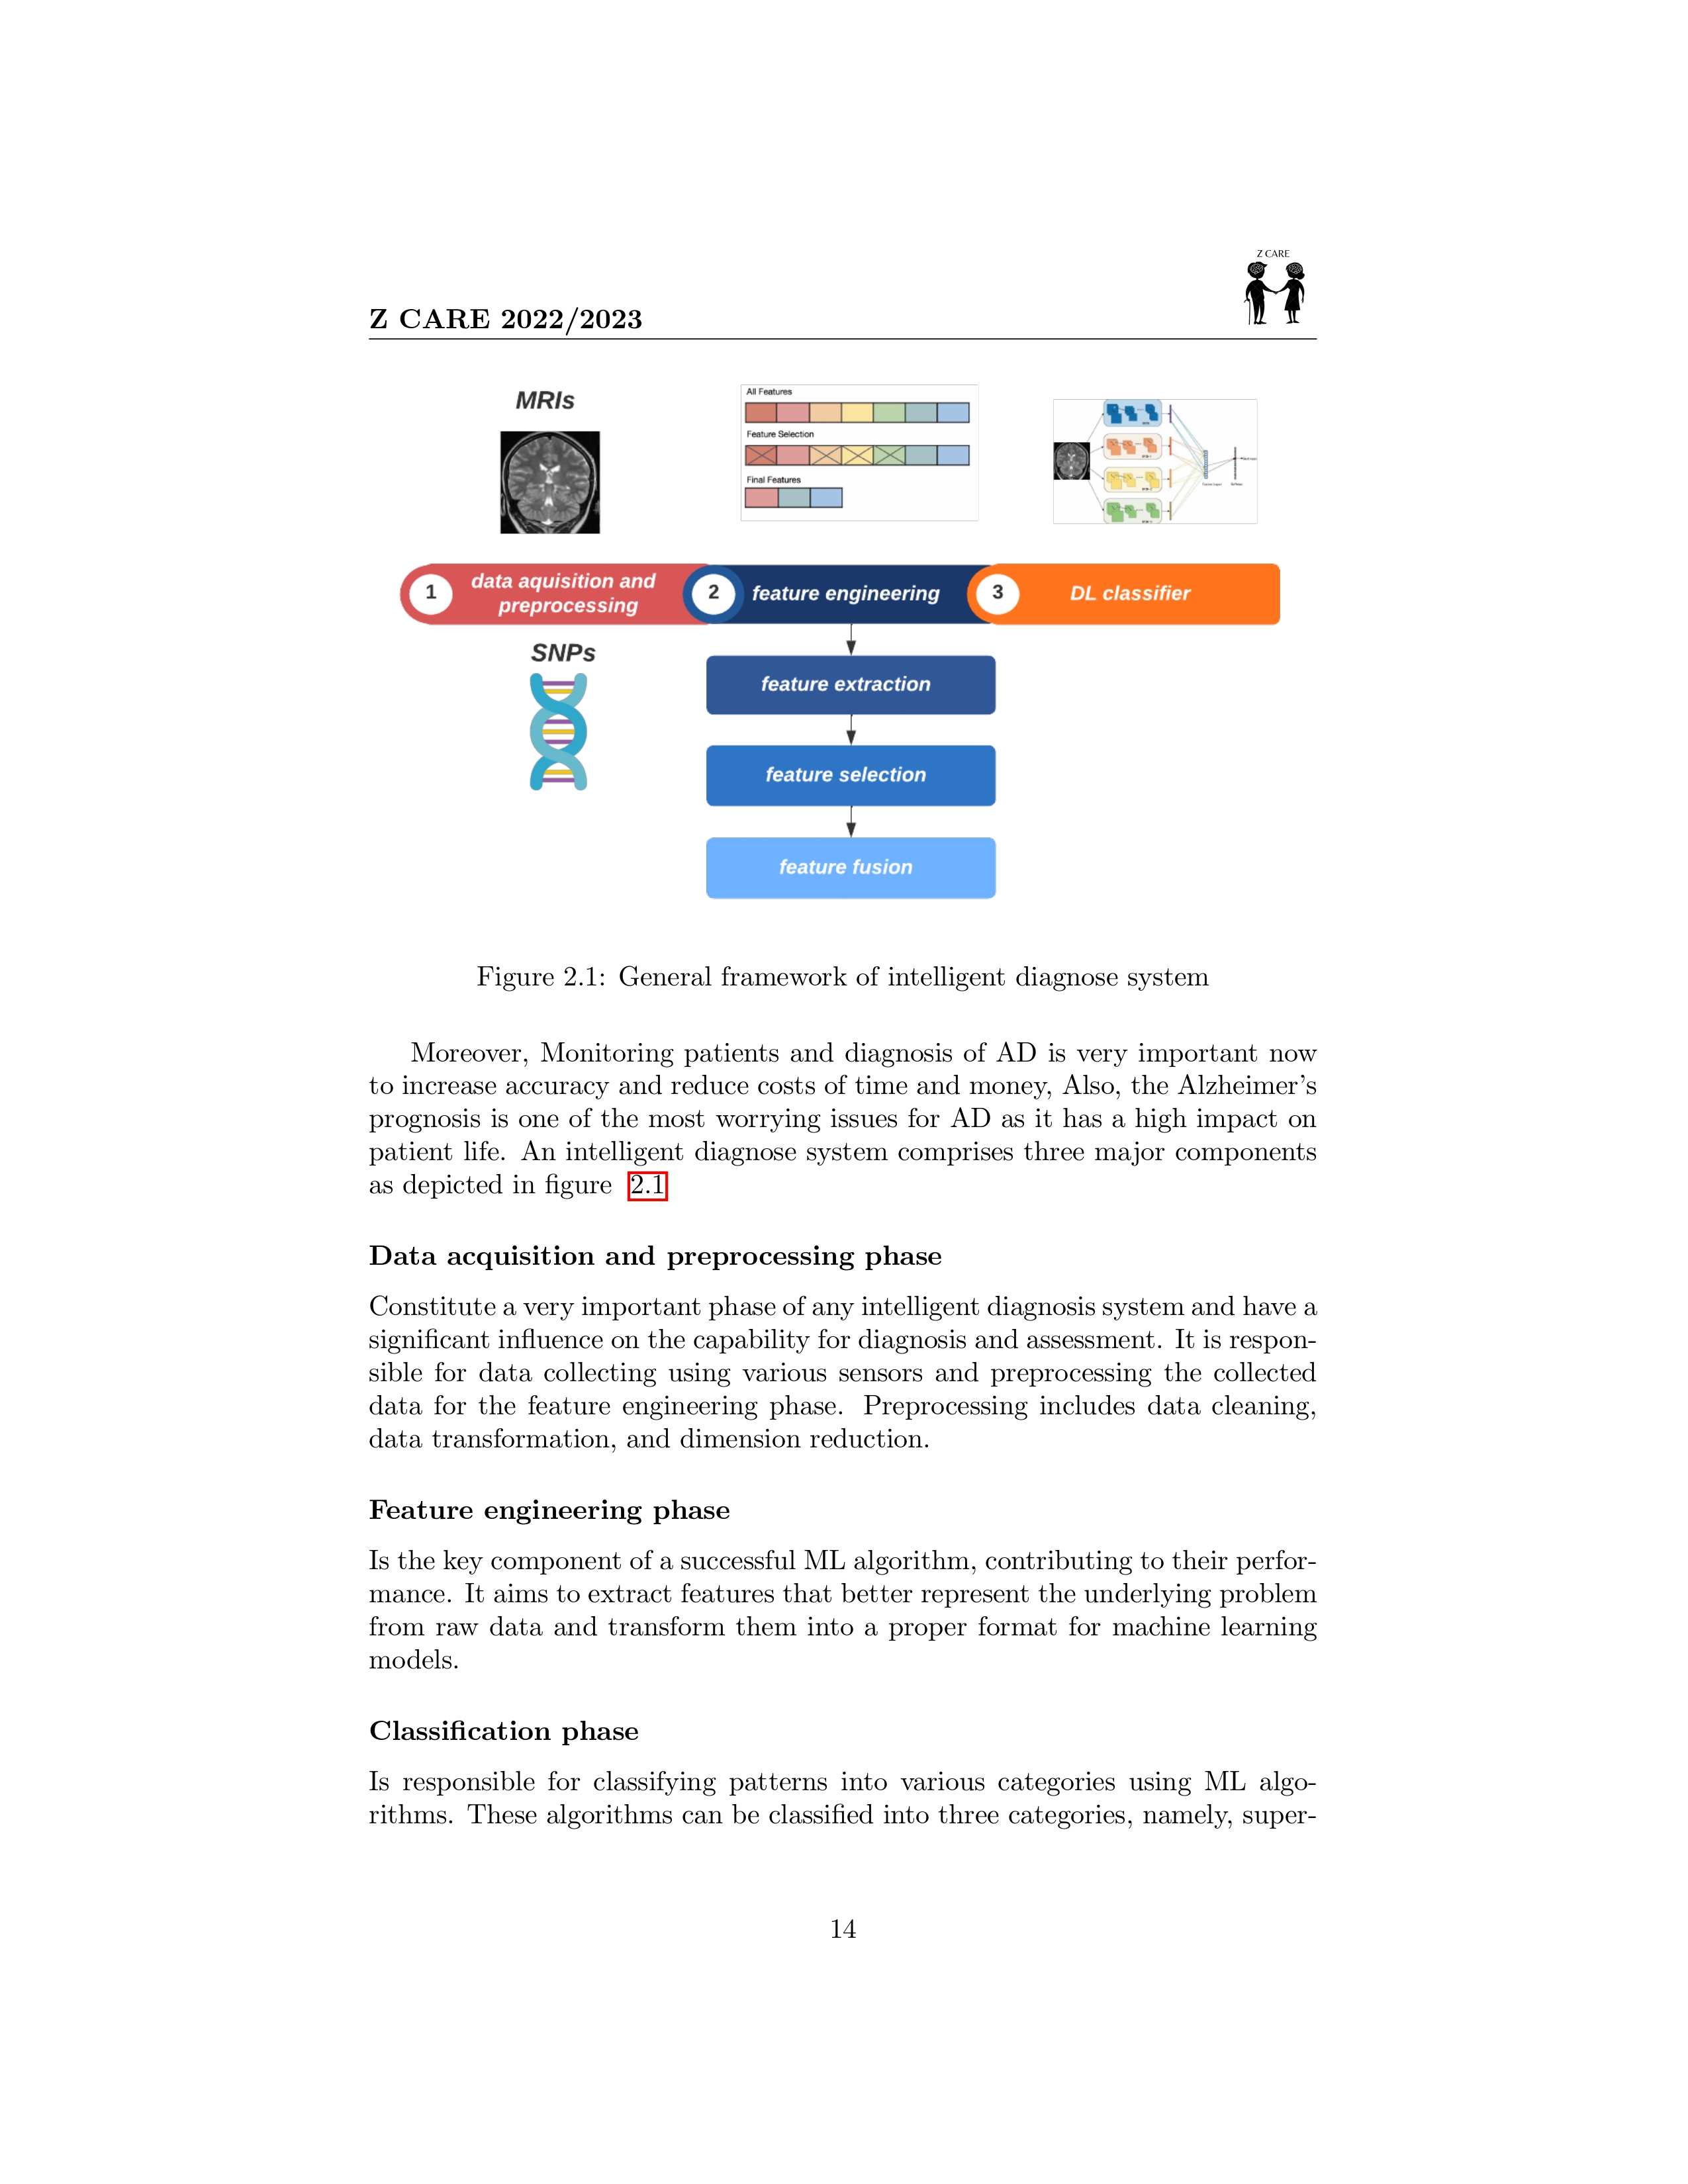 Z CARE
Z CARE 2022/2023
MRIs
All Features
Feature Selection
Final Features
1
data aquisition and
preprocessing
2
feature engineering
3
DL classifier
SNPs
feature extraction
feature selection
feature fusion
Figure 2.1: General framework of intelligent diagnose system
Moreover, Monitoring patients and diagnosis of AD is very important now
to increase accuracy and reduce costs of time and money, Also, the Alzheimer’s
prognosis is one of the most worrying issues for AD as it has a high impact on
patient life. An intelligent diagnose system comprises three major components
as depicted in figure 2.1
Data acquisition and preprocessing phase
Constitute a very important phase of any intelligent diagnosis system and have a
significant influence on the capability for diagnosis and assessment. It is respon-
sible for data collecting using various sensors and preprocessing the collected
data for the feature engineering phase. Preprocessing includes data cleaning,
data transformation, and dimension reduction.
Feature engineering phase
Is the key component of a successful ML algorithm, contributing to their perfor-
mance. It aims to extract features that better represent the underlying problem
from raw data and transform them into a proper format for machine learning
models.
Classification phase
Is responsible for classifying patterns into various categories using ML algo-
rithms. These algorithms can be classified into three categories, namely, super-
14